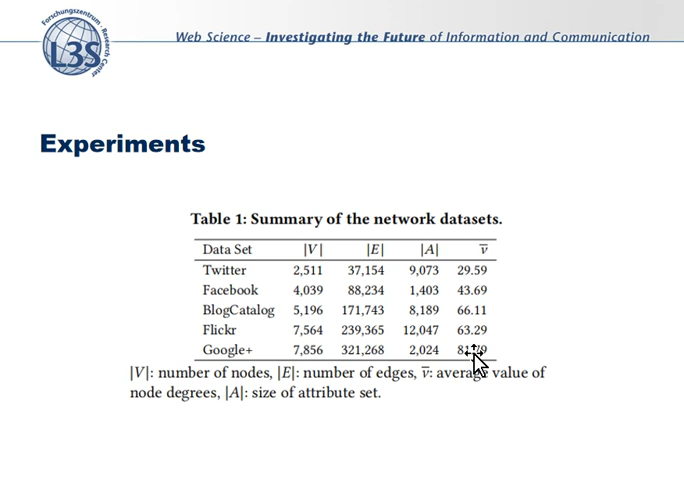 Forschungszentrum - Research Center
L3S
Web Science – Investigating the Future of Information and Communication
Experiments
Table 1: Summary of the network datasets.
Data Set |V| |E| |A| v̅
Twitter 2,511 37,154 9,073 29.59
Facebook 4,039 88,234 1,403 43.69
BlogCatalog 5,196 171,743 8,189 66.11
Flickr 7,564 239,365 12,047 63.29
Google+ 7,856 321,268 2,024
|V|: number of nodes, |E|: number of edges, v̅: average value of
node degrees, |A|: size of attribute set.